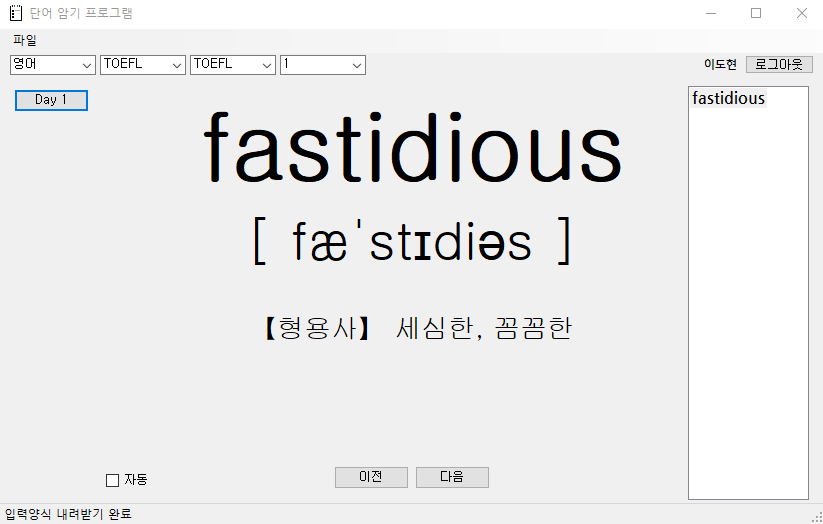 단어 암기 프로그램
파일
영어 TOEFL TOEFL 1 이도현 로그아웃
Day 1
fastidious
fastidious
[ fæˈstɪdiəs ]
【형용사】 세심한, 꼼꼼한
자동 이전 다음
입력양식 내려받기 완료